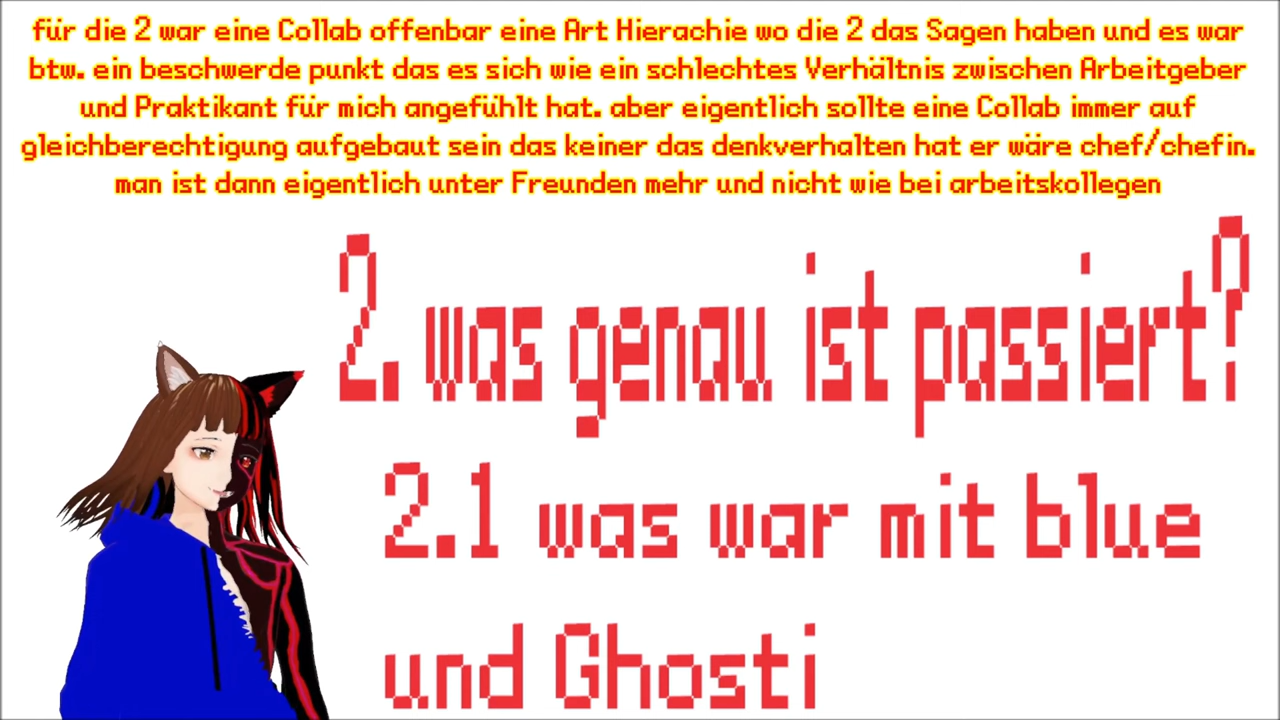 für die 2 war eine Collab offenbar eine Art Hierachie wo die 2 das Sagen haben und es war
btw. ein beschwerde punkt das es sich wie ein schlechtes Verhältnis zwischen Arbeitgeber
und Praktikant für mich angefühlt hat. aber eigentlich sollte eine Collab immer auf
gleichberechtigung aufgebaut sein das keiner das denkverhalten hat er wäre chef/chefin.
man ist dann eigentlich unter Freunden mehr und nicht wie bei arbeitskollegen
2. was genau ist passiert?
2.1 was war mit blue
und Ghosti